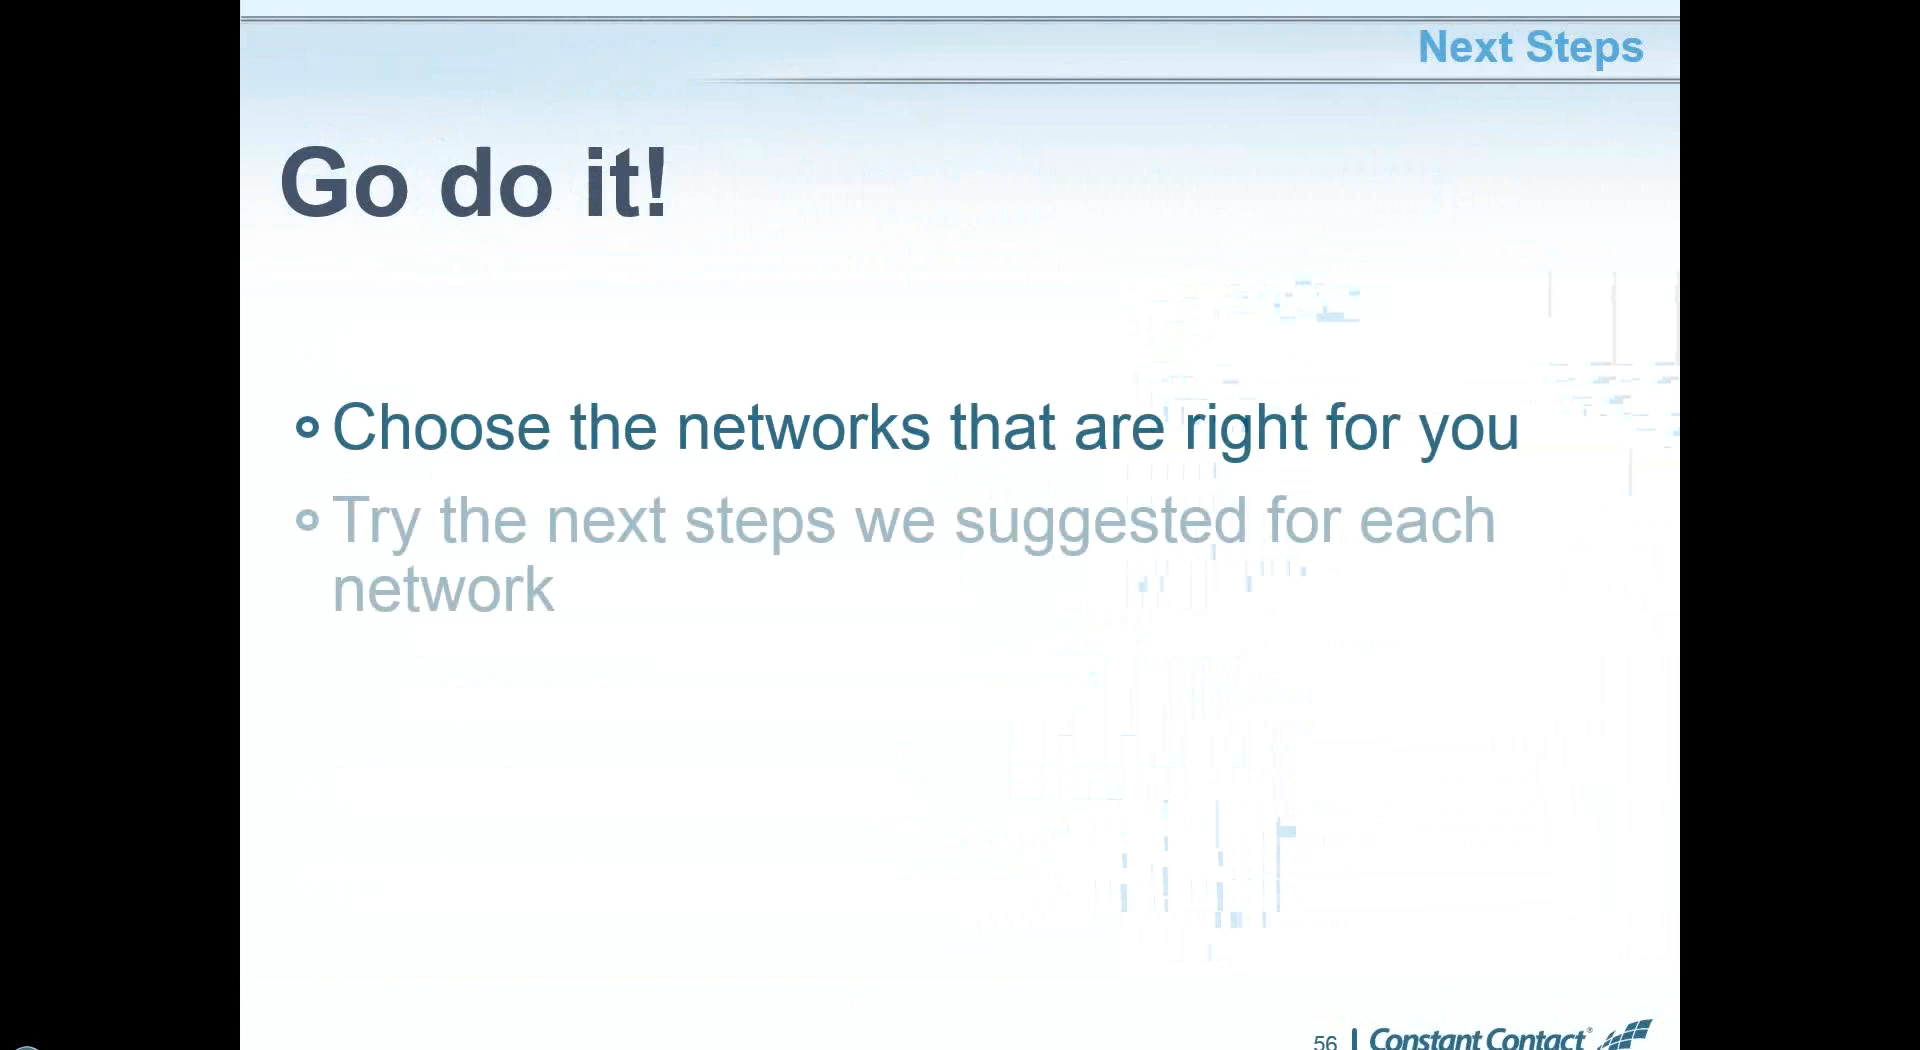 Next Steps
Go do it!
Choose the networks that are right for you
Try the next steps we suggested for each
network
56 | Constant Contact®